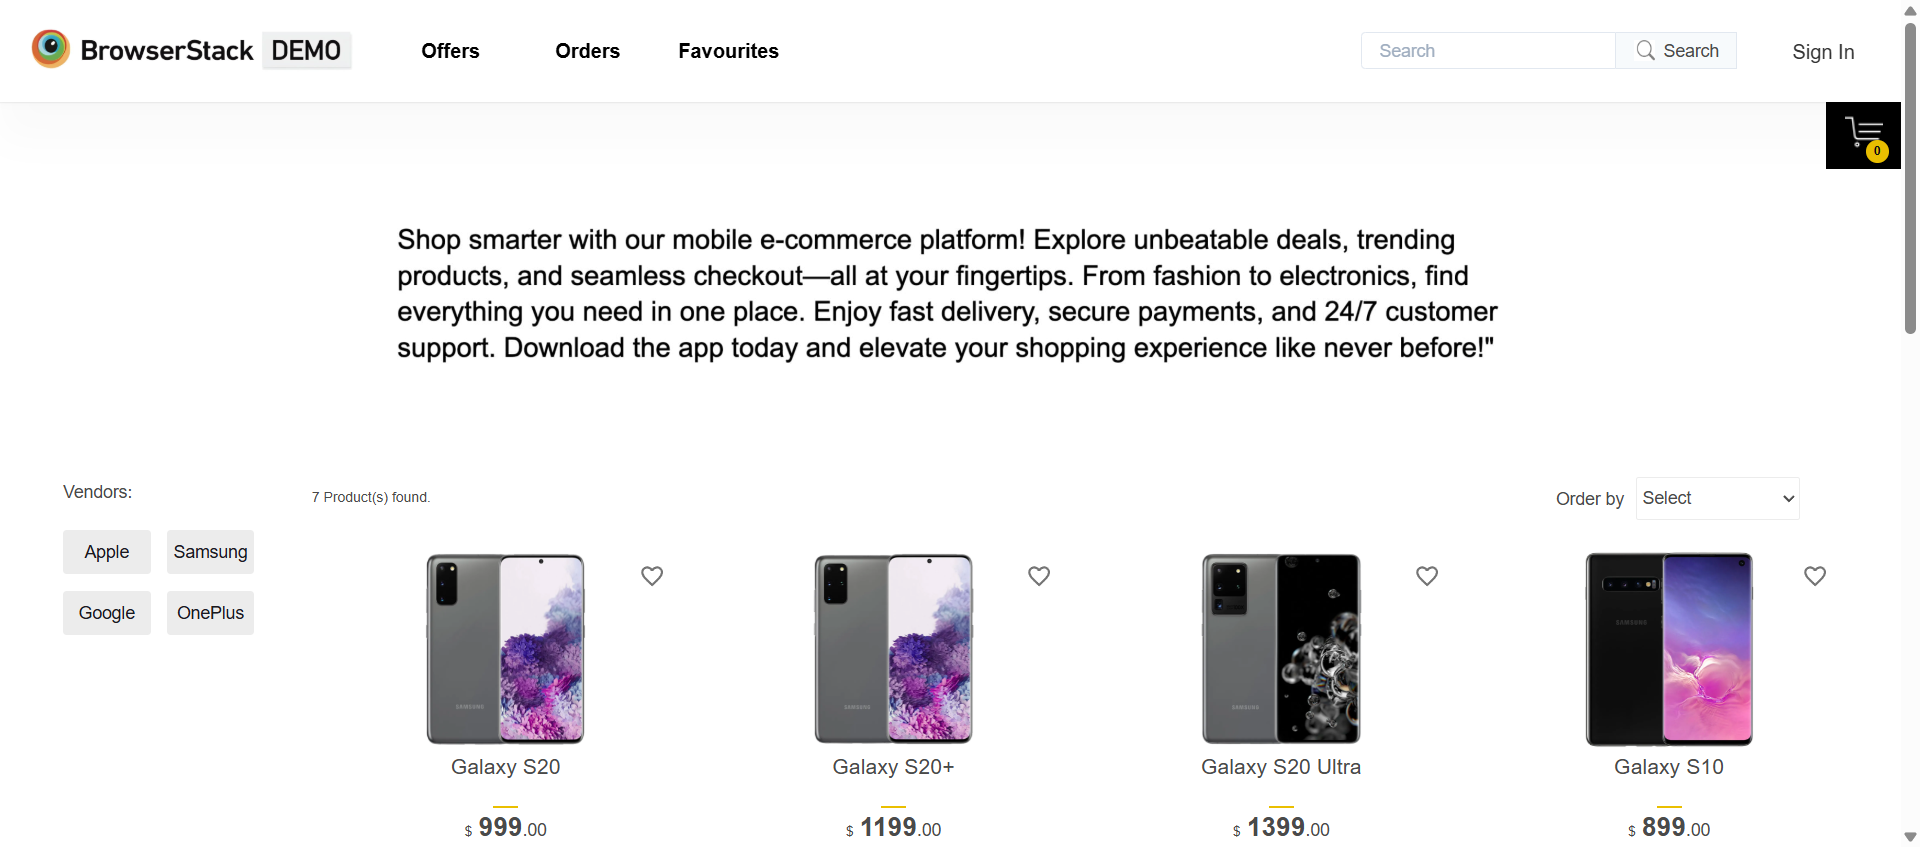 BrowserStack DEMO
Offers
Orders
Favourites
Search
Search
Sign In
0
Shop smarter with our mobile e-commerce platform! Explore unbeatable deals, trending
products, and seamless checkout—all at your fingertips. From fashion to electronics, find
everything you need in one place. Enjoy fast delivery, secure payments, and 24/7 customer
support. Download the app today and elevate your shopping experience like never before!"
Vendors:
Apple
Samsung
Google
OnePlus
7 Product(s) found.
Order by
Select
SAMSUNG
SAMSUNG
SAMSUNG
SAMSUNG
Galaxy S20
Galaxy S20+
Galaxy S20 Ultra
Galaxy S10
$ 999.00
$ 1199.00
$ 1399.00
$ 899.00